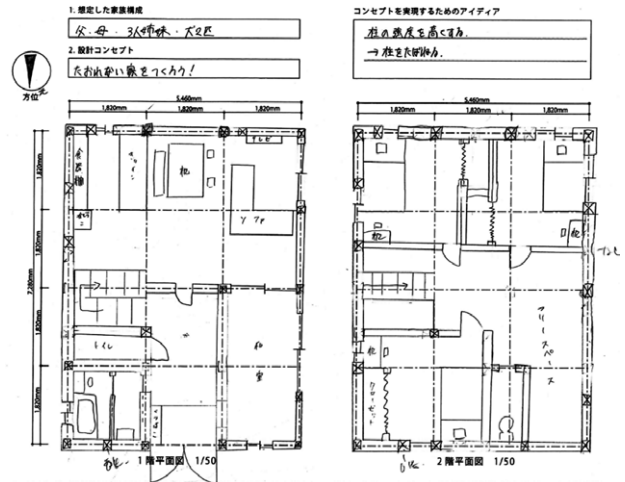 1. 想定した家族構成
父・母・3人姉妹・犬2匹
2. 設計コンセプト
たおれない家をつくろう！
コンセプトを実現するためのアイディア
柱の強度を高くする。
→ 柱をたばねる。
方位
5,460mm
1,820mm 1,820mm 1,820mm
7,280mm
1,820mm
1,820mm
1,820mm
1,820mm
食器棚
キッチン
机
テレビ
ソファ
トイレ
和室
1階平面図 1/50
5,460mm
1,820mm 1,820mm 1,820mm
机
机
フリースペース
机
クローゼット
2階平面図 1/50